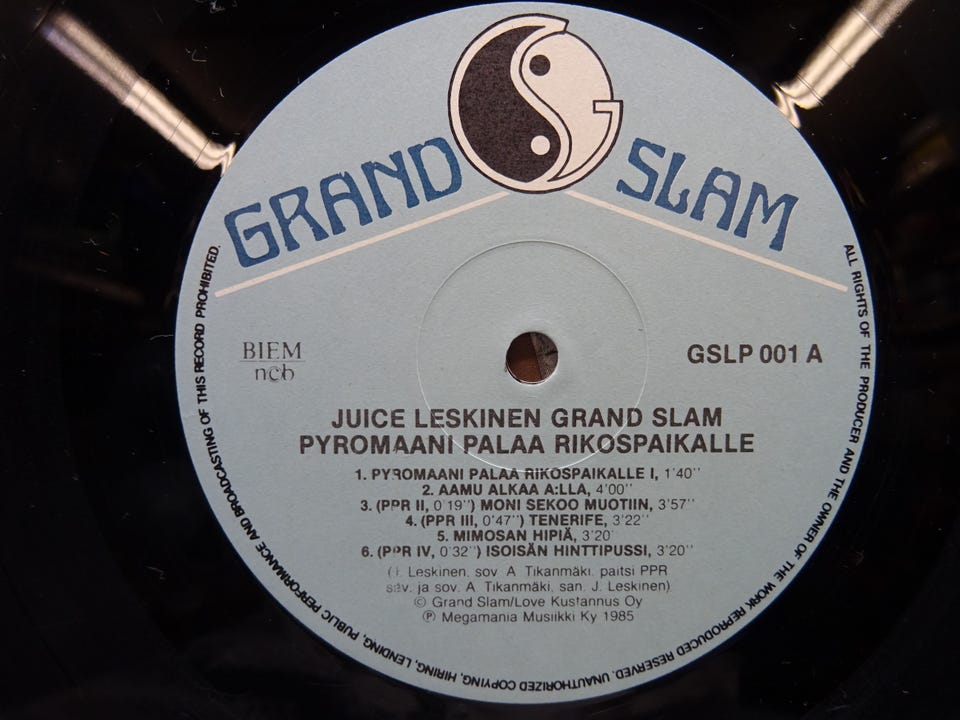 GRAND SLAM
BIEM
ncb
GSLP 001 A
JUICE LESKINEN GRAND SLAM
PYROMAANI PALAA RIKOSPAIKALLE
1. PYROMAANI PALAA RIKOSPAIKALLE I, 1'40''
2. AAMU ALKAA A:LLA, 4'00''
3. (PPR II, 0'19'') MONI SEKOO MUOTIIN, 3'57''
4. (PPR III, 0'47'') TENERIFE, 3'22''
5. MIMOSAN HIPIÄ, 3'20'
6. (PPR IV, 0'32'') ISOISÄN HINTTIPUSSI, 3'20''
(J. Leskinen, sov. A. Tikanmäki, paitsi PPR
säv. ja sov. A. Tikanmäki, san. J. Leskinen)
© Grand Slam/Love Kustannus Oy
℗ Megamania Musiikki Ky 1985
ALL RIGHTS OF THE PRODUCER AND THE OWNER OF THE WORK REPRODUCED RESERVED. UNAUTHORIZED COPYING, HIRING, LENDING, PUBLIC PERFORMANCE AND BROADCASTING OF THIS RECORD PROHIBITED.